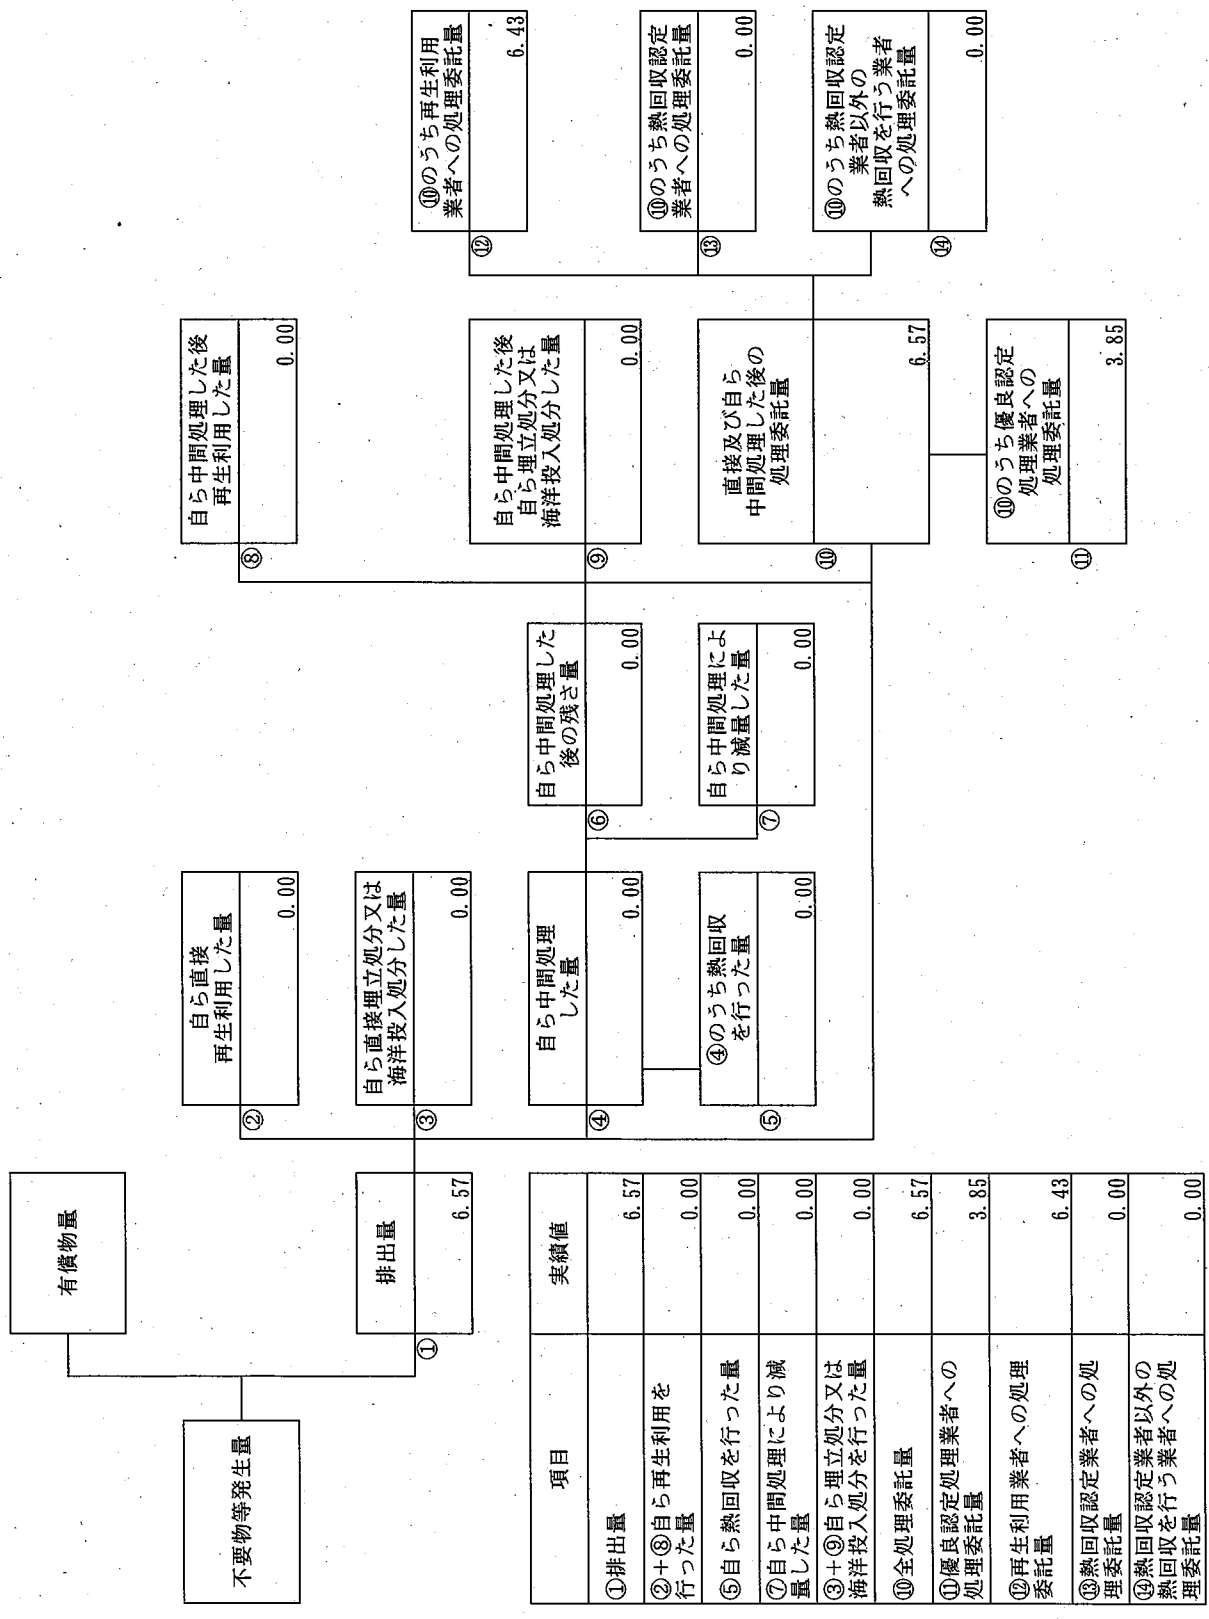 不要物等発生量
有償物量
①
排出量
6.57
②
自ら直接
再生利用した量
0.00
③
自ら直接埋立処分又は
海洋投入処分した量
0.00
④
自ら中間処理
した量
0.00
⑤
④のうち熱回収
を行った量
0.00
⑥
自ら中間処理した
後の残さ量
0.00
⑦
自ら中間処理によ
り減量した量
0.00
⑧
自ら中間処理した後
再生利用した量
0.00
⑨
自ら中間処理した後
自ら埋立処分又は
海洋投入処分した量
0.00
⑩
直接及び自ら
中間処理した後の
処理委託量
6.57
⑪
⑩のうち優良認定
処理業者への
処理委託量
3.85
⑫
⑩のうち再生利用
業者への処理委託量
6.43
⑬
⑩のうち熱回収認定
業者への処理委託量
0.00
⑭
⑩のうち熱回収認定
業者以外の
熱回収を行う業者
への処理委託量
0.00
項目 実績値
①排出量 6.57
②+⑧自ら再生利用を
行った量 0.00
⑤自ら熱回収を行った量 0.00
⑦自ら中間処理により減
量した量 0.00
③+⑨自ら埋立処分又は
海洋投入処分を行った量 0.00
⑩全処理委託量 6.57
⑪優良認定処理業者への
処理委託量 3.85
⑫再生利用業者への処理
委託量 6.43
⑬熱回収認定業者への処
理委託量 0.00
⑭熱回収認定業者以外の
熱回収を行う業者への処
理委託量 0.00